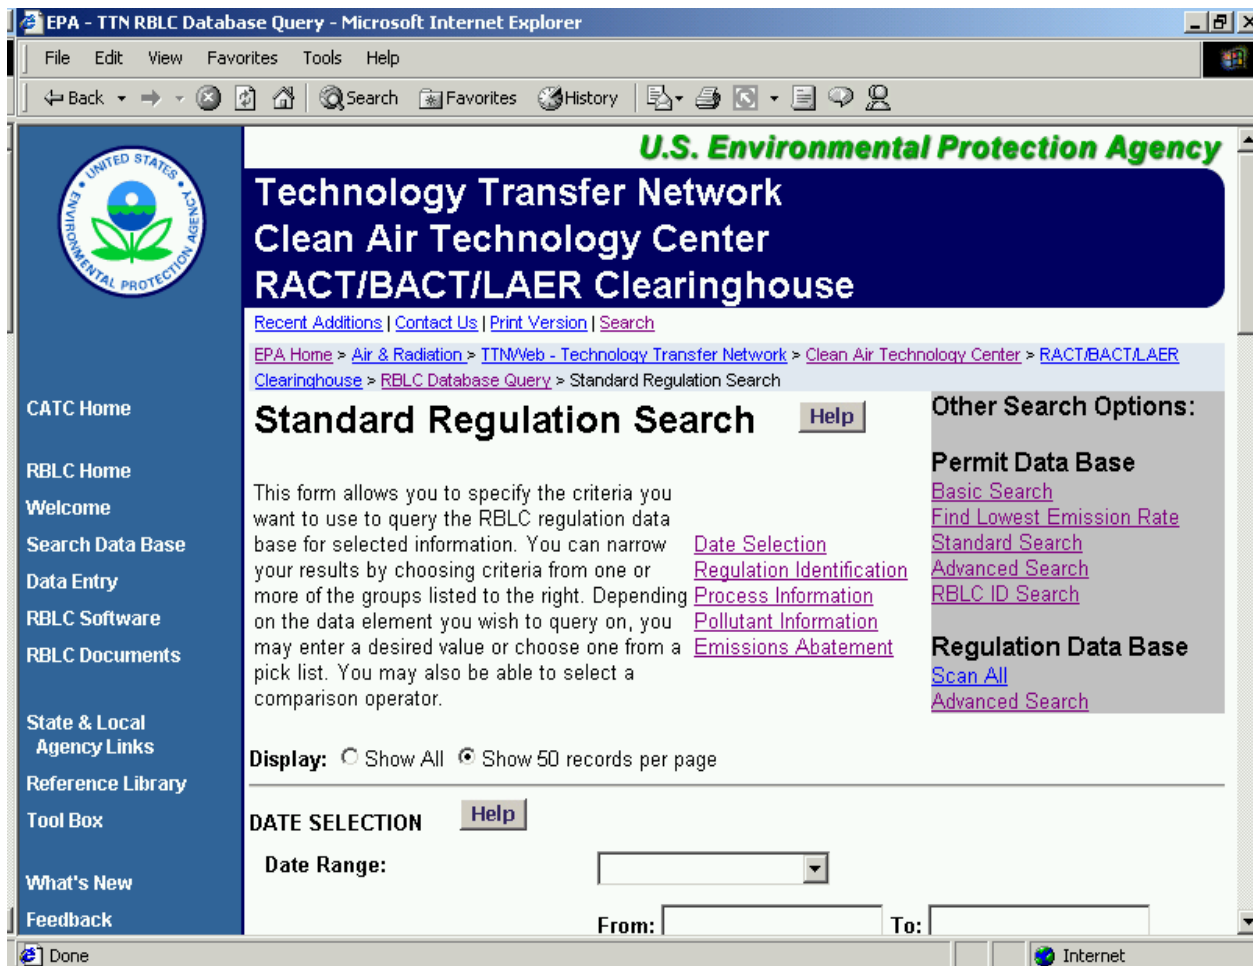 EPA - TTN RBLC Database Query - Microsoft Internet Explorer
File Edit View Favorites Tools Help
Back Search Favorites History
UNITED STATES ENVIRONMENTAL PROTECTION AGENCY
U.S. Environmental Protection Agency
Technology Transfer Network
Clean Air Technology Center
RACT/BACT/LAER Clearinghouse
Recent Additions | Contact Us | Print Version | Search
EPA Home > Air & Radiation > TTNWeb - Technology Transfer Network > Clean Air Technology Center > RACT/BACT/LAER
Clearinghouse > RBLC Database Query > Standard Regulation Search
CATC Home
RBLC Home
Welcome
Search Data Base
Data Entry
RBLC Software
RBLC Documents
State & Local
Agency Links
Reference Library
Tool Box
What's New
Feedback
Standard Regulation Search Help
This form allows you to specify the criteria you
want to use to query the RBLC regulation data
base for selected information. You can narrow
your results by choosing criteria from one or
more of the groups listed to the right. Depending
on the data element you wish to query on, you
may enter a desired value or choose one from a
pick list. You may also be able to select a
comparison operator.
Date Selection
Regulation Identification
Process Information
Pollutant Information
Emissions Abatement
Other Search Options:
Permit Data Base
Basic Search
Find Lowest Emission Rate
Standard Search
Advanced Search
RBLC ID Search
Regulation Data Base
Scan All
Advanced Search
Display: Show All Show 50 records per page
DATE SELECTION Help
Date Range:
From: To:
Done Internet